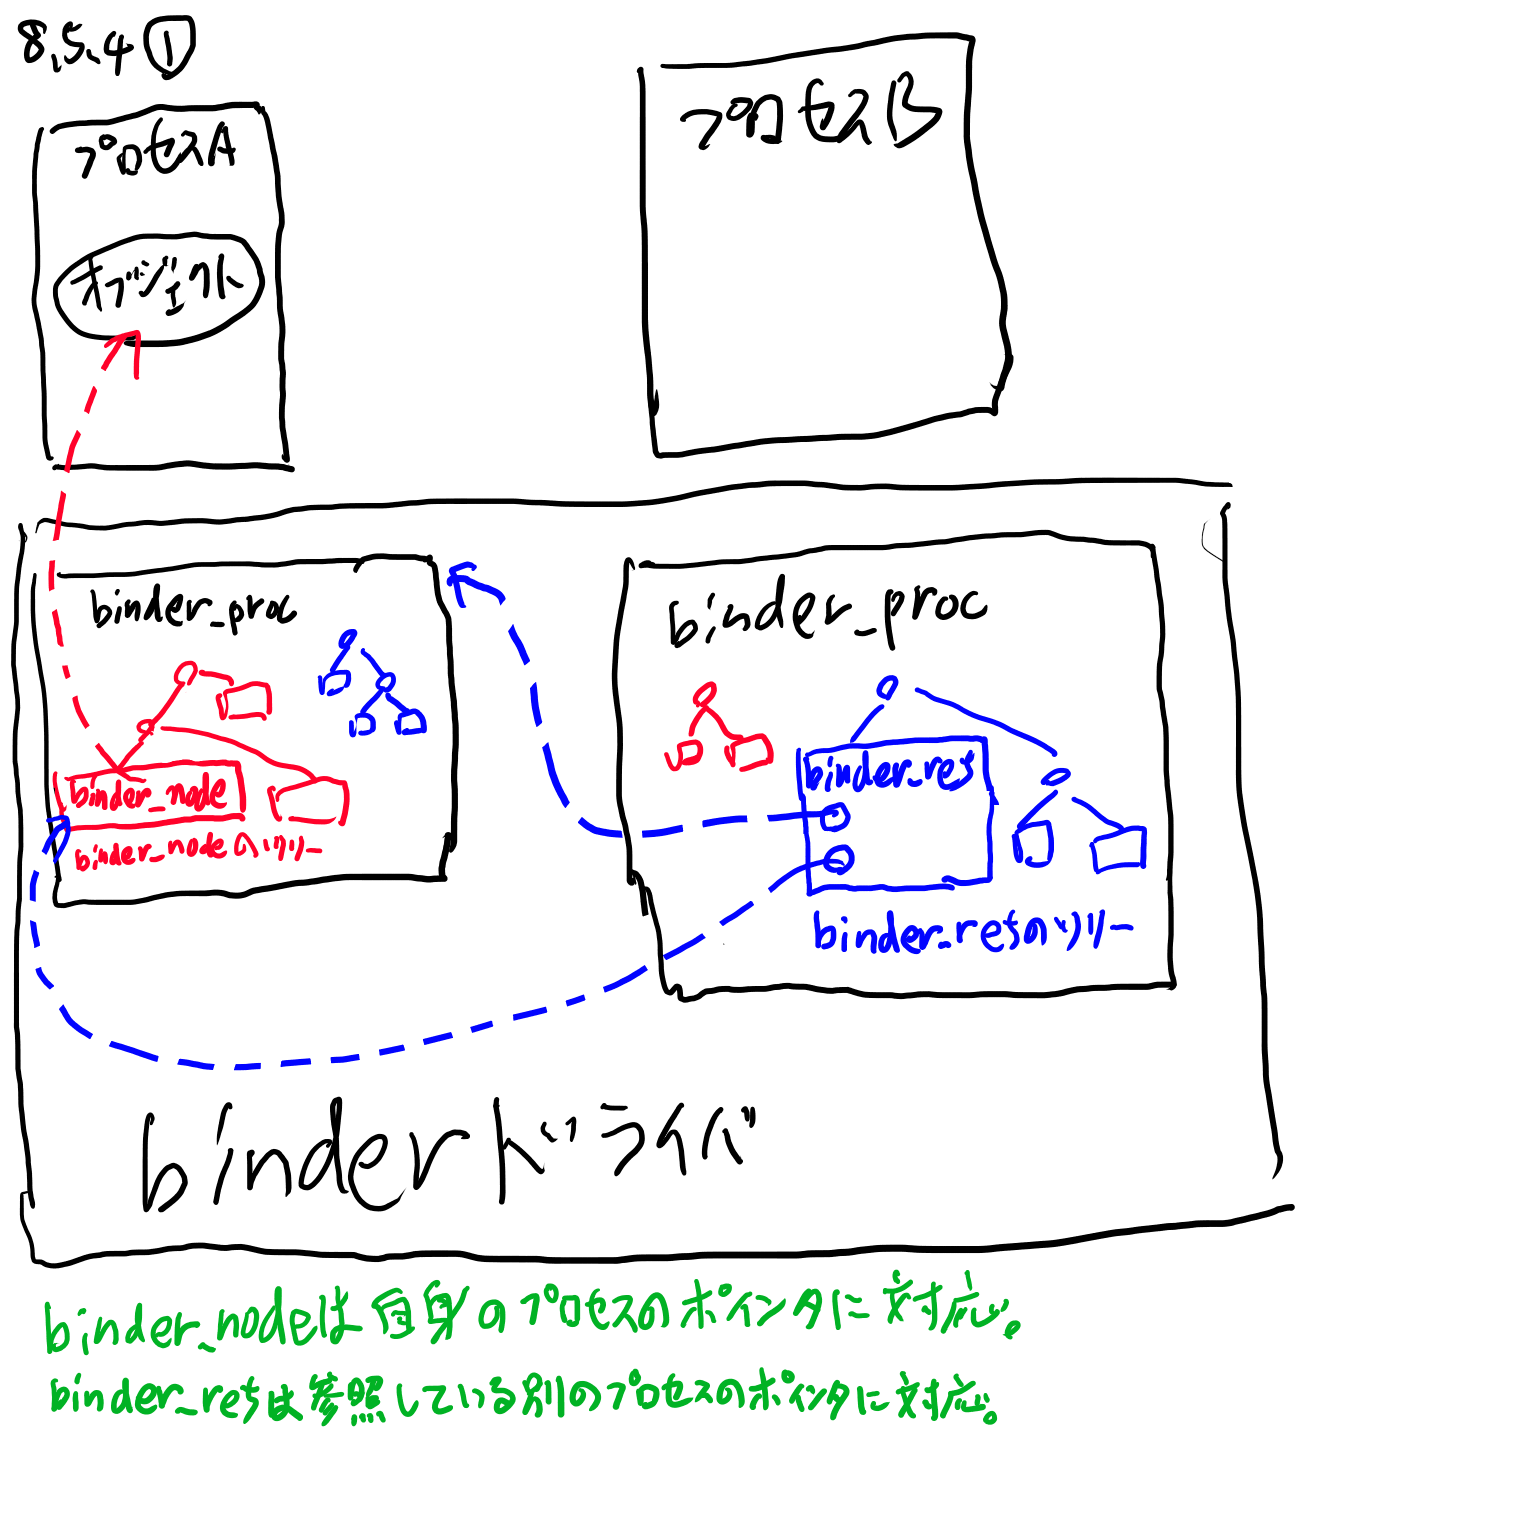 8.5.4 ①
プロセスA
プロセスB
オブジェクト
binder_proc
binder_proc
binder_node
binder_nodeのツリー
binder_ref
binder_refのツリー
binderドライバ
binder_nodeは自身のプロセスのポインタに対応。
binder_refは参照している別のプロセスのポインタに対応。